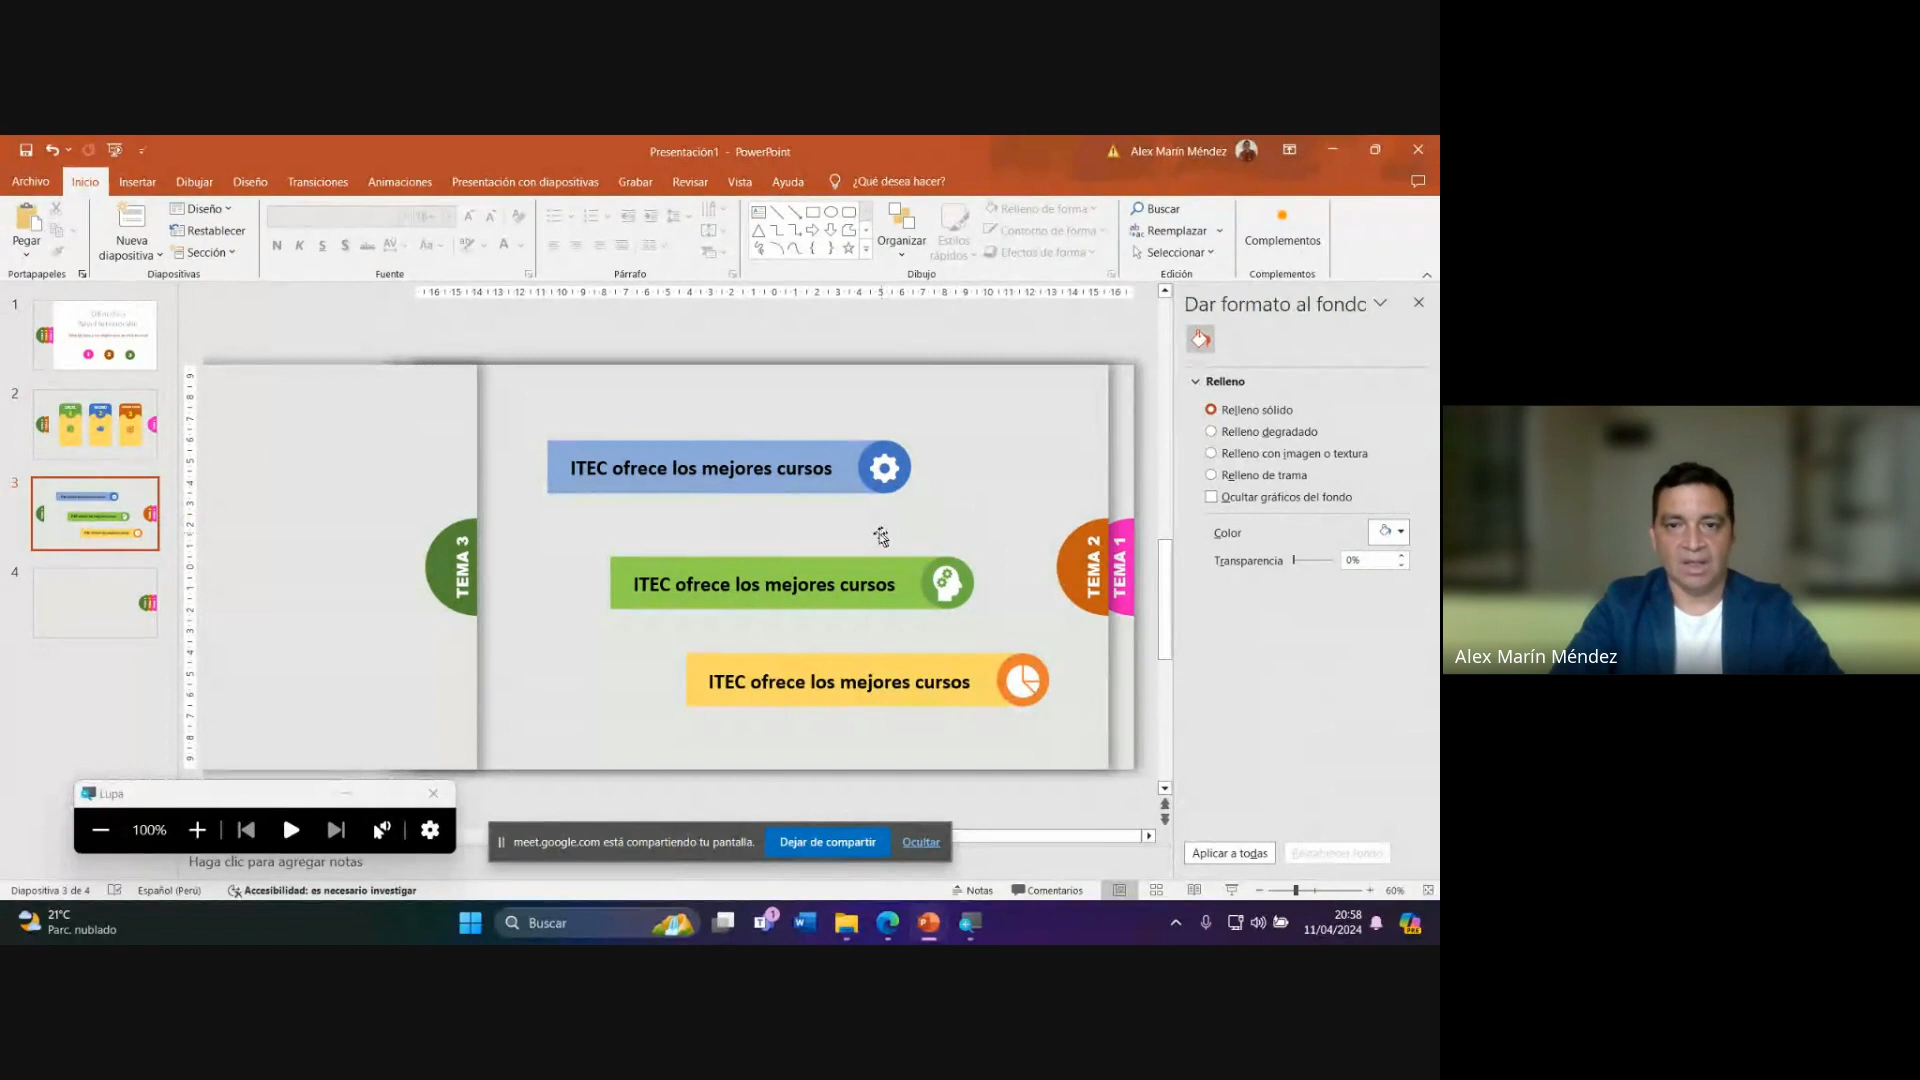 Presentación1 - PowerPoint
Alex Marín Méndez
Archivo Inicio Insertar Dibujar Diseño Transiciones Animaciones Presentación con diapositivas Grabar Revisar Vista Ayuda ¿Qué desea hacer?
Pegar
Portapapeles
Nueva diapositiva
Diseño
Restablecer
Sección
Diapositivas
N K S S abc AV Aa A
Fuente
Párrafo
Organizar
Estilos rápidos
Relleno de forma
Contorno de forma
Efectos de forma
Dibujo
Buscar
Reemplazar
Seleccionar
Edición
Complementos
Complementos
1
2
3
4
TEMA 3
ITEC ofrece los mejores cursos
ITEC ofrece los mejores cursos
ITEC ofrece los mejores cursos
TEMA 2
TEMA 1
Dar formato al fondo
Relleno
Relleno sólido
Relleno degradado
Relleno con imagen o textura
Relleno de trama
Ocultar gráficos del fondo
Color
Transparencia 0%
Aplicar a todas
Lupa
100%
Haga clic para agregar notas
meet.google.com está compartiendo tu pantalla. Dejar de compartir Ocultar
Diapositiva 3 de 4 Español (Perú) Accesibilidad: es necesario investigar
Notas Comentarios 60%
21°C
Parc. nublado
Buscar
20:58
11/04/2024
Alex Marín Méndez